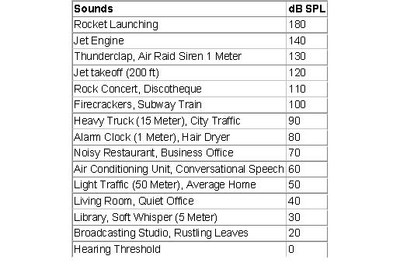 Sounds dB SPL
Rocket Launching 180
Jet Engine 140
Thunderclap, Air Raid Siren 1 Meter 130
Jet takeoff (200 ft) 120
Rock Concert, Discotheque 110
Firecrackers, Subway Train 100
Heavy Truck (15 Meter), City Traffic 90
Alarm Clock (1 Meter), Hair Dryer 80
Noisy Restaurant, Business Office 70
Air Conditioning Unit, Conversational Speech 60
Light Traffic (50 Meter), Average Home 50
Living Room, Quiet Office 40
Library, Soft Whisper (5 Meter) 30
Broadcasting Studio, Rustling Leaves 20
Hearing Threshold 0